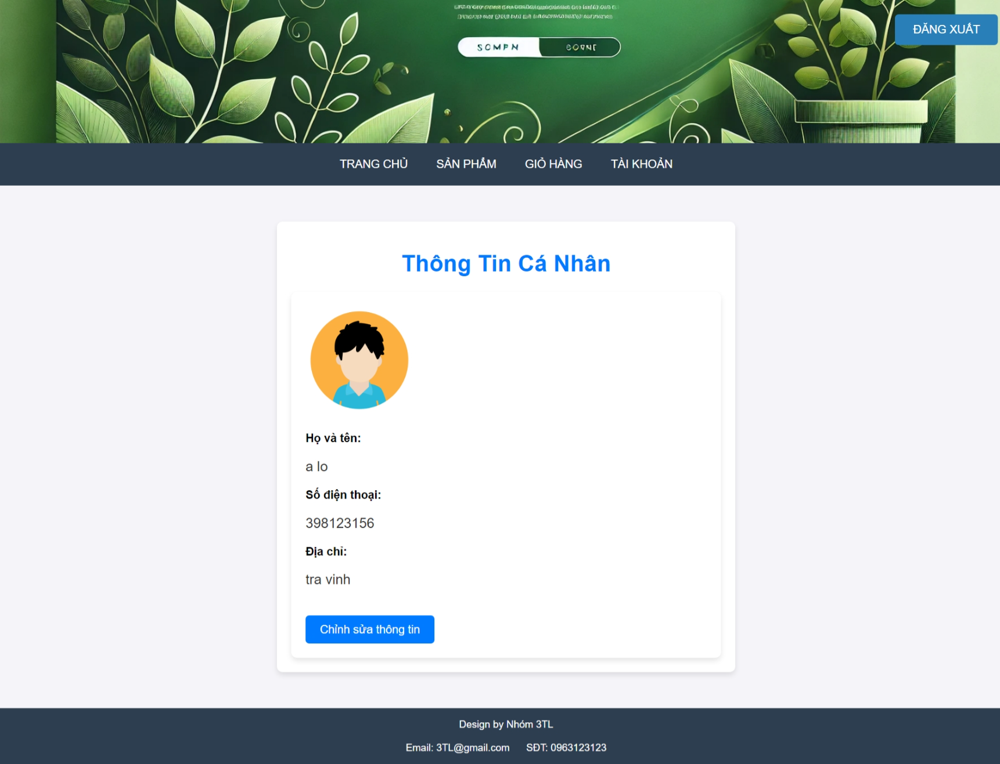 SOMPN
ĐĂNG XUẤT
TRANG CHỦ SẢN PHẨM GIỎ HÀNG TÀI KHOẢN
Thông Tin Cá Nhân
Họ và tên:
a lo
Số điện thoại:
398123156
Địa chỉ:
tra vinh
Chỉnh sửa thông tin
Design by Nhóm 3TL
Email: 3TL@gmail.com SĐT: 0963123123